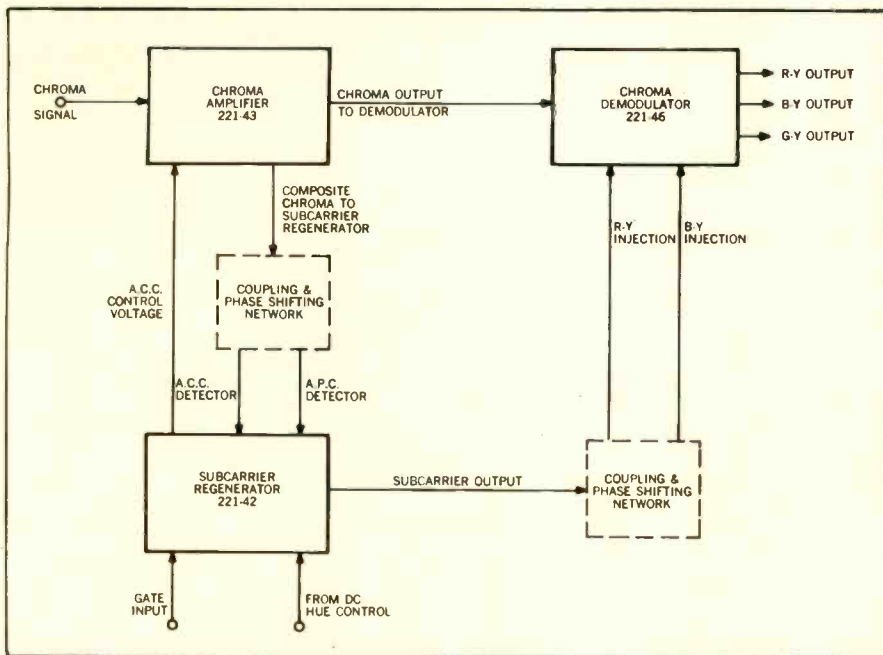 CHROMA
SIGNAL
CHROMA
AMPLIFIER
221-43
CHROMA OUTPUT
TO DEMODULATOR
CHROMA
DEMODULATOR
221-46
R-Y OUTPUT
B-Y OUTPUT
G-Y OUTPUT
COMPOSITE
CHROMA TO
SUBCARRIER
REGENERATOR
R-Y
INJECTION
B-Y
INJECTION
A.C.C.
CONTROL
VOLTAGE
COUPLING &
PHASE SHIFTING
NETWORK
A.C.C.
DETECTOR
A.P.C.
DETECTOR
SUBCARRIER
REGENERATOR
221-42
SUBCARRIER OUTPUT
COUPLING &
PHASE SHIFTING
NETWORK
GATE
INPUT
FROM DC
HUE CONTROL